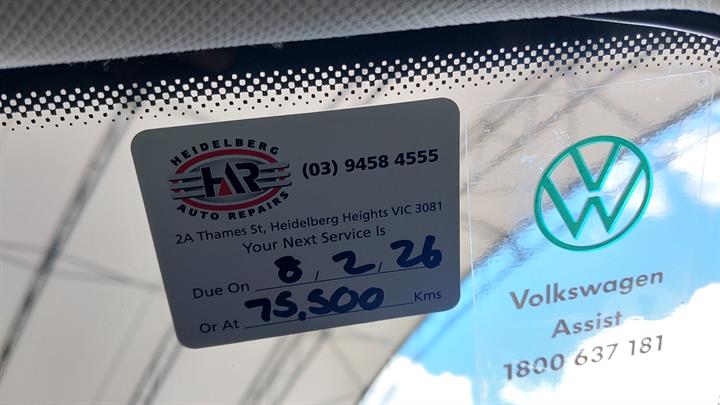 HEIDELBERG
HAR
AUTO REPAIRS
(03) 9458 4555
2A Thames St, Heidelberg Heights VIC 3081
Your Next Service Is
Due On 8, 2, 26
Or At 75,500 Kms
VW
Volkswagen
Assist
1800 637 181